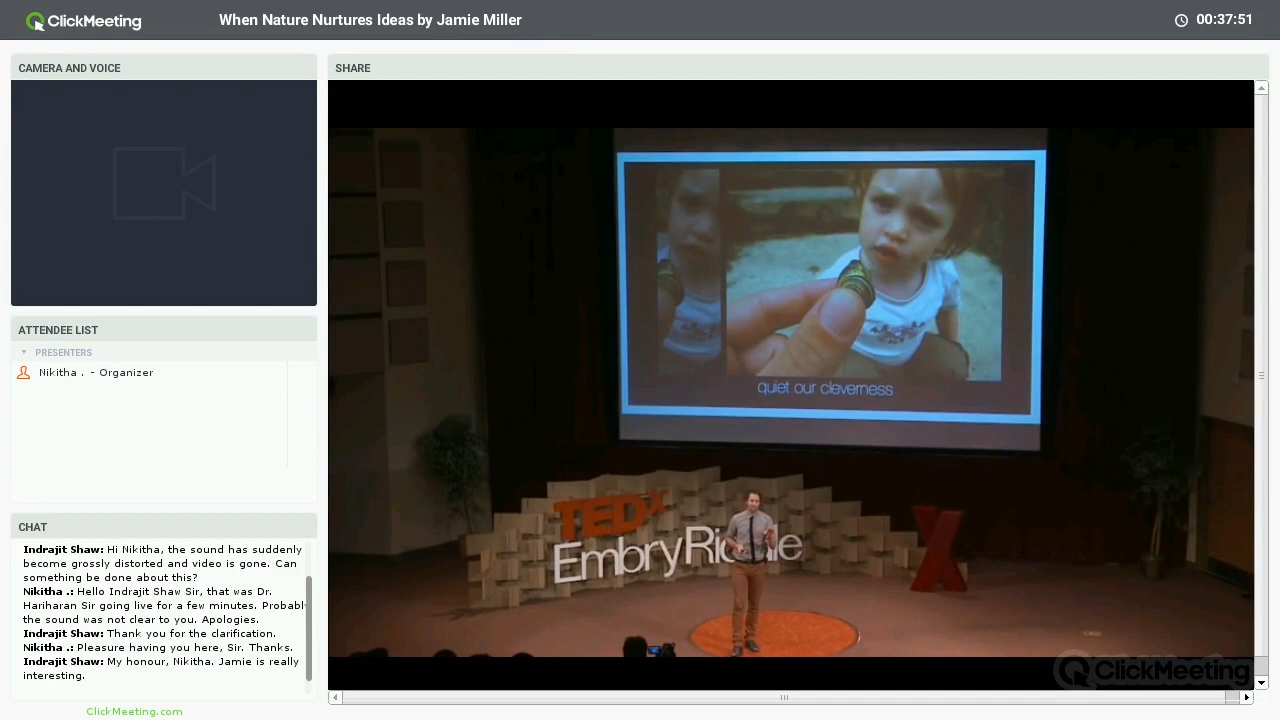 ClickMeeting
When Nature Nurtures Ideas by Jamie Miller
00:37:51
CAMERA AND VOICE
SHARE
ATTENDEE LIST
PRESENTERS
Nikitha . - Organizer
CHAT
Indrajit Shaw: Hi Nikitha, the sound has suddenly
become grossly distorted and video is gone. Can
something be done about this?
Nikitha .: Hello Indrajit Shaw Sir, that was Dr.
Hariharan Sir going live for a few minutes. Probabl
the sound was not clear to you. Apologies.
Indrajit Shaw: Thank you for the clarification.
Nikitha .: Pleasure having you here, Sir. Thanks.
Indrajit Shaw: My honour, Nikitha. Jamie is really
interesting.
ClickMeeting.com
quiet our cleverness
TEDx
X
ClickMeeting